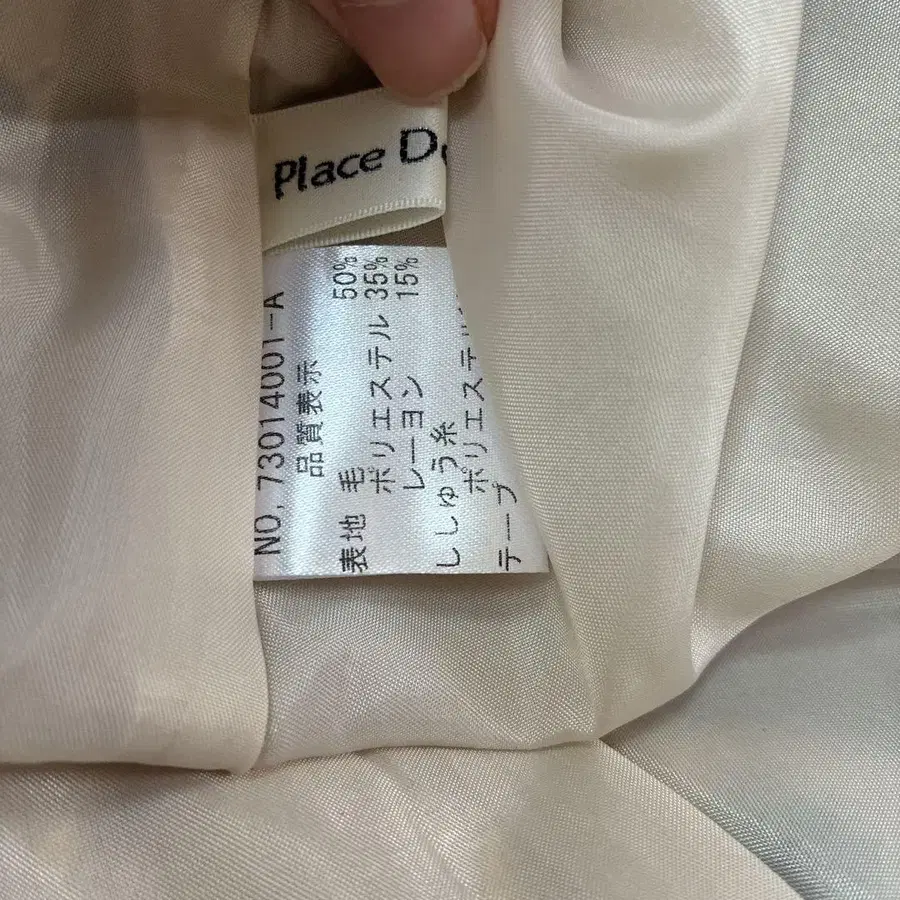 Place D
NO. 73014001-A
品質表示
表地 毛 50%
ポリエステル 35%
レーヨン 15%
ししゅう糸
ポリエステル
テープ